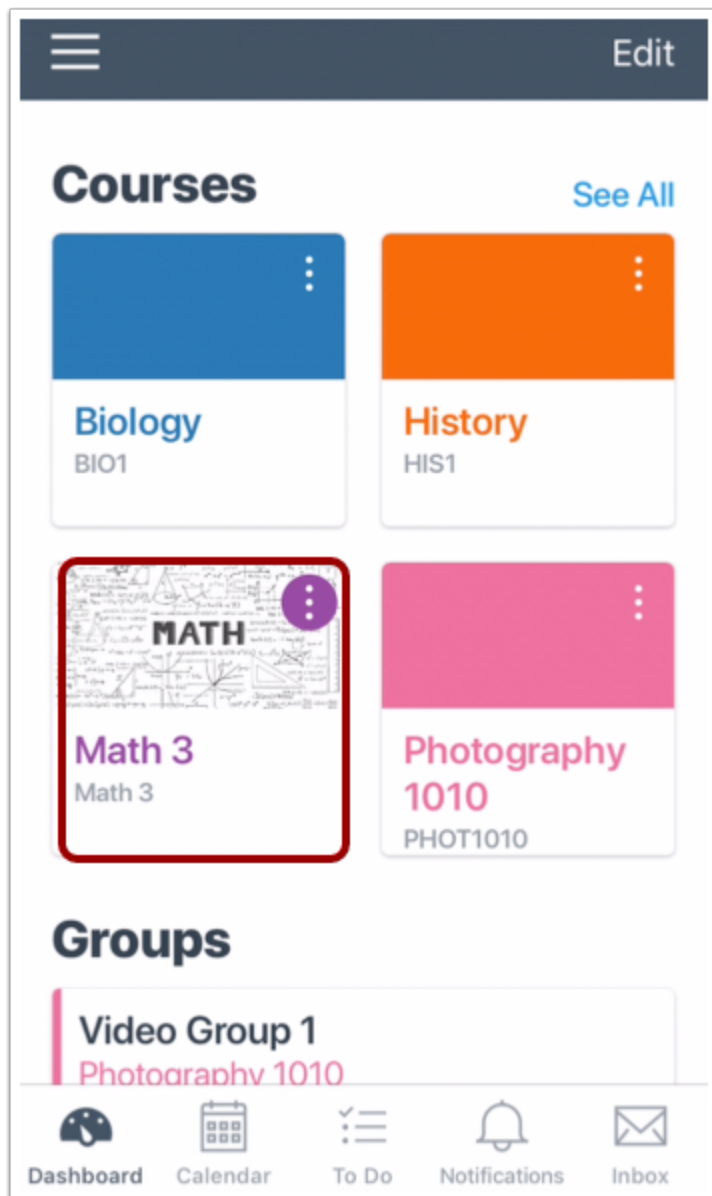 Edit
Courses
See All
Biology
BIO1
History
HIS1
MATH
Math 3
Math 3
Photography
1010
PHOT1010
Groups
Video Group 1
Photography 1010
Dashboard
Calendar
To Do
Notifications
Inbox